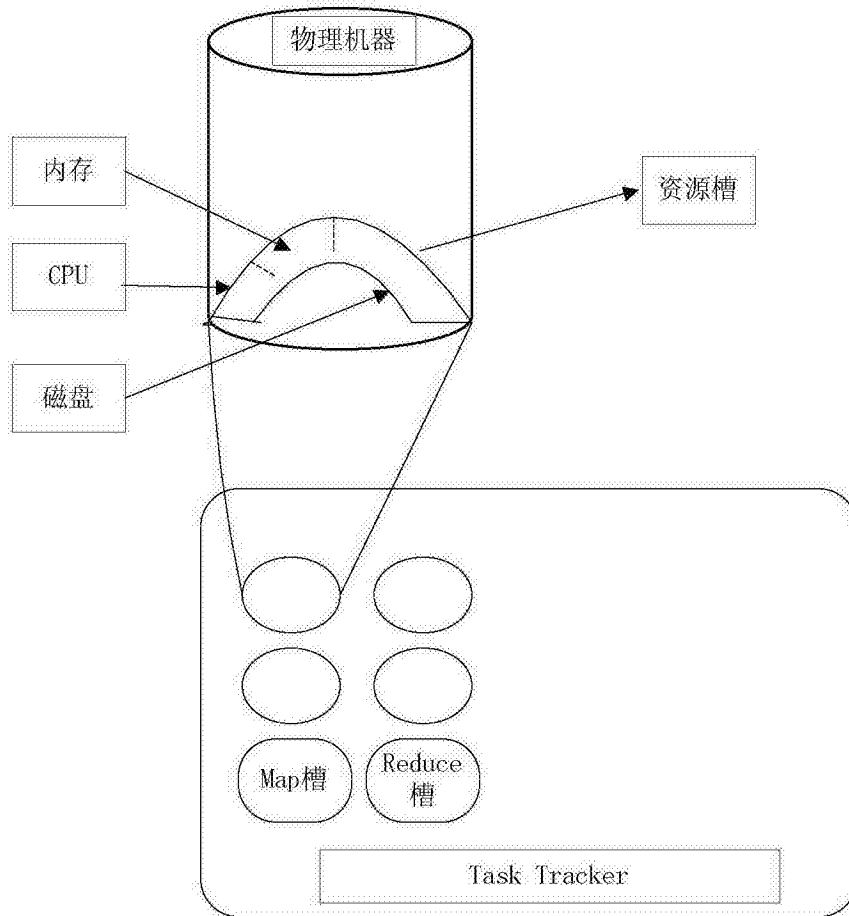 物理机器
内存
资源槽
CPU
磁盘
Map槽
Reduce
槽
Task Tracker